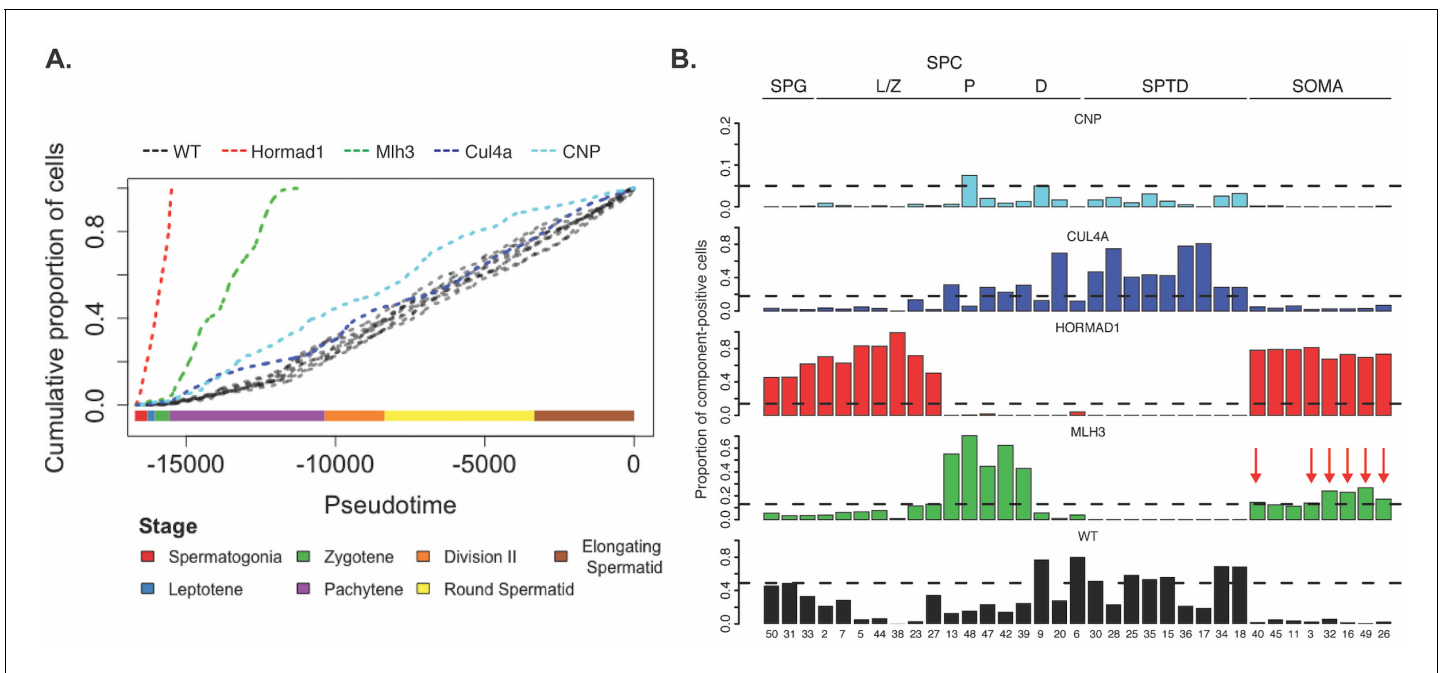 A.
WT Hormad1 Mlh3 Cul4a CNP
Cumulative proportion of cells
0.0 0.4 0.8
-15000 -10000 -5000 0
Pseudotime
Stage
Spermatogonia Zygotene Division II Elongating Spermatid
Leptotene Pachytene Round Spermatid
B.
SPC
SPG L/Z P D SPTD SOMA
Proportion of component-positive cells
CNP
0.0 0.1 0.2
CUL4A
0.0 0.4 0.8
HORMAD1
0.0 0.4 0.8
MLH3
0.0 0.2 0.4 0.6
WT
0.0 0.4 0.8
50 31 33 2 7 5 44 38 23 27 13 48 47 42 39 9 20 6 30 28 25 35 15 36 17 34 18 40 45 11 3 32 16 49 26